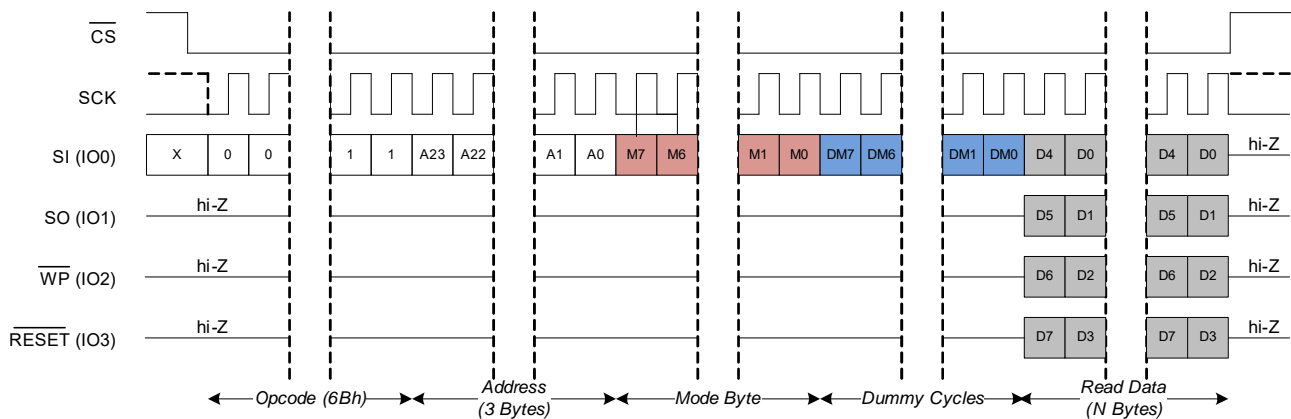 CS
SCK
SI (IO0) X 0 0 1 1 A23 A22 A1 A0 M7 M6 M1 M0 DM7 DM6 DM1 DM0 D4 D0 D4 D0 hi-Z
SO (IO1) hi-Z D5 D1 D5 D1 hi-Z
WP (IO2) hi-Z D6 D2 D6 D2 hi-Z
RESET (IO3) hi-Z D7 D3 D7 D3 hi-Z
Opcode (6Bh) Address (3 Bytes) Mode Byte Dummy Cycles Read Data (N Bytes)